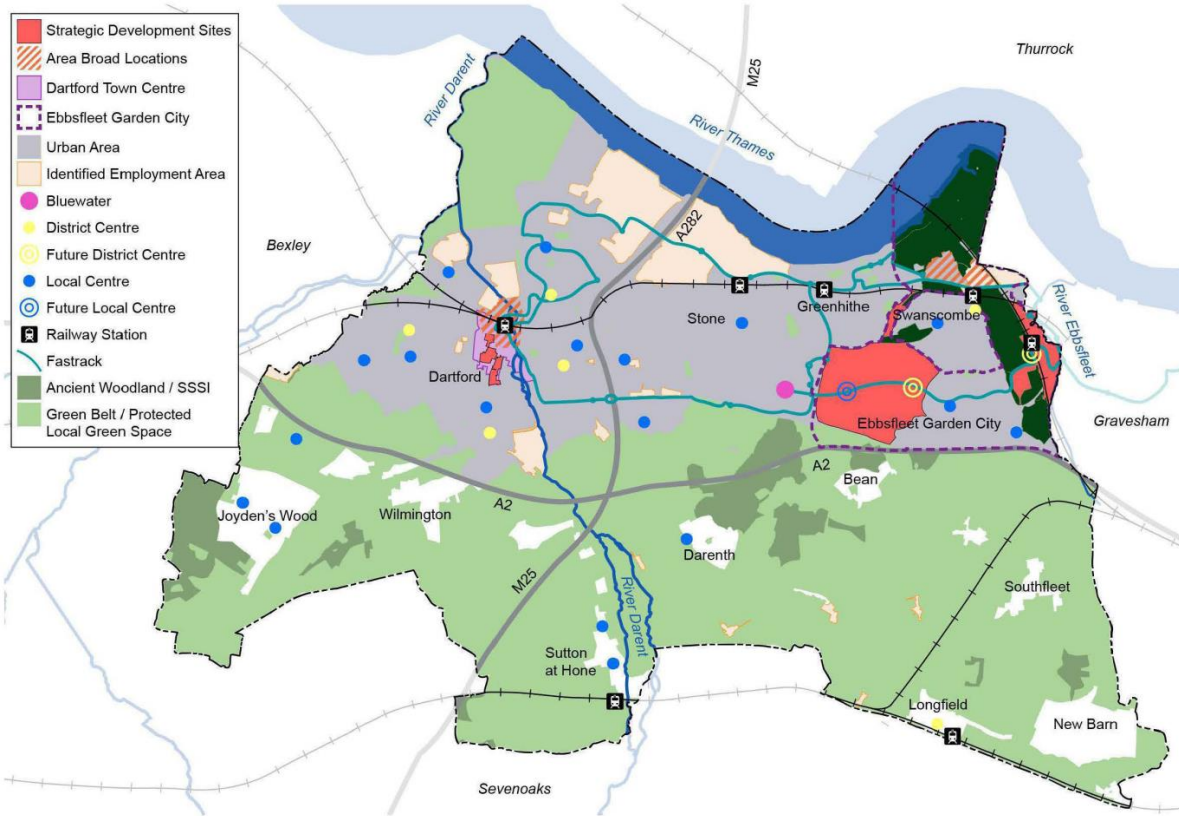 Strategic Development Sites
Area Broad Locations
Dartford Town Centre
Ebbsfleet Garden City
Urban Area
Identified Employment Area
Bluewater
District Centre
Future District Centre
Local Centre
Future Local Centre
Railway Station
Fastrack
Ancient Woodland / SSSI
Green Belt / Protected
Local Green Space
Thurrock
M25
River Darent
River Thames
A282
Bexley
Greenhithe
Stone
Swanscombe
River Ebbsfleet
Dartford
Gravesham
Ebbsfleet Garden City
A2
Bean
A2
Joyden's Wood
Wilmington
Darenth
M25
River Darent
Southfleet
Sutton
at Hone
Longfield
New Barn
Sevenoaks